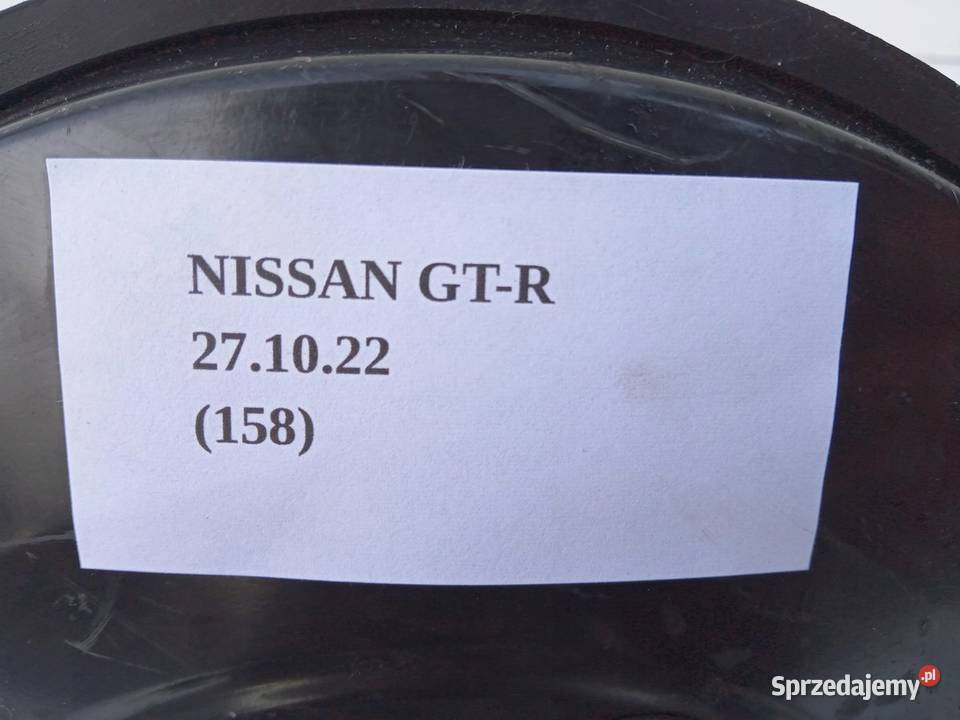 NISSAN GT-R
27.10.22
(158)
Sprzedajemy.pl